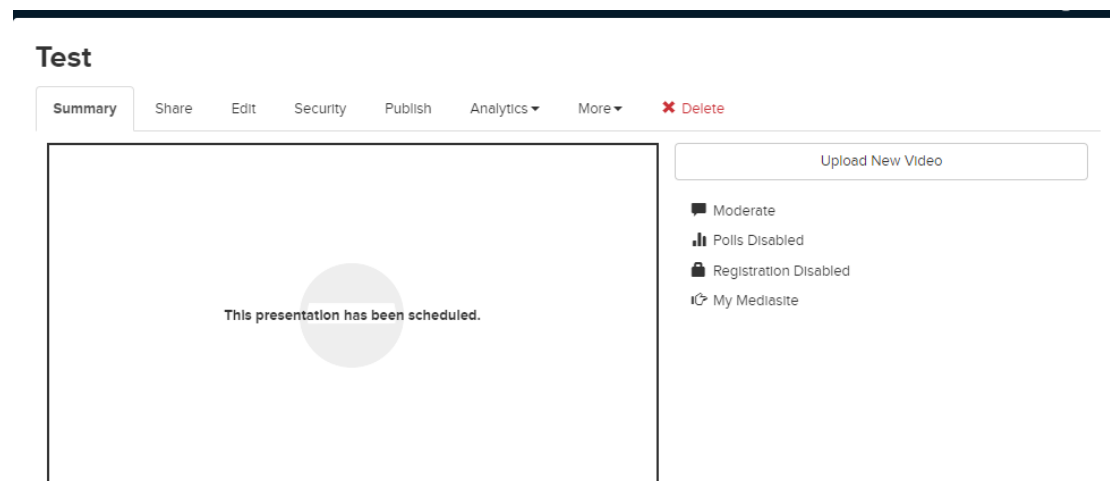 Test
Summary Share Edit Security Publish Analytics More Delete
Upload New Video
Moderate
Polls Disabled
Registration Disabled
My Mediasite
This presentation has been scheduled.